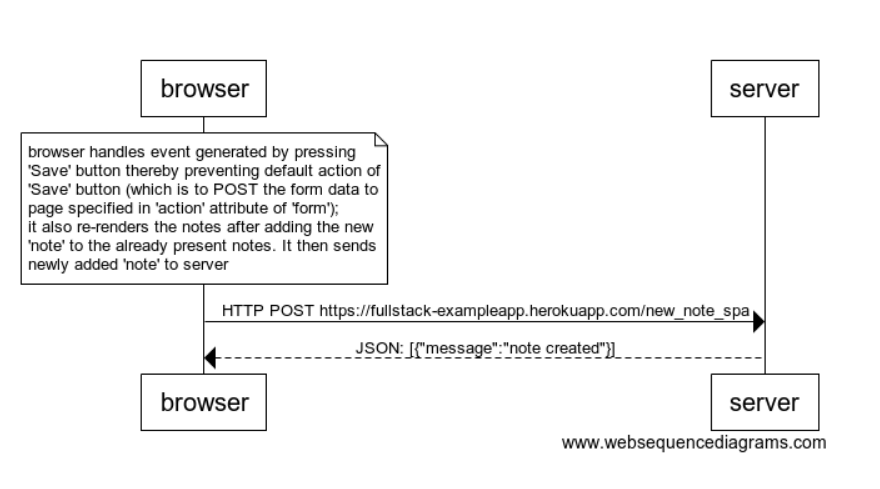 browser
server
browser handles event generated by pressing
'Save' button thereby preventing default action of
'Save' button (which is to POST the form data to
page specified in 'action' attribute of 'form');
it also re-renders the notes after adding the new
'note' to the already present notes. It then sends
newly added 'note' to server
HTTP POST https://fullstack-exampleapp.herokuapp.com/new_note_spa
JSON: [{"message":"note created"}]
browser
server
www.websequencediagrams.com